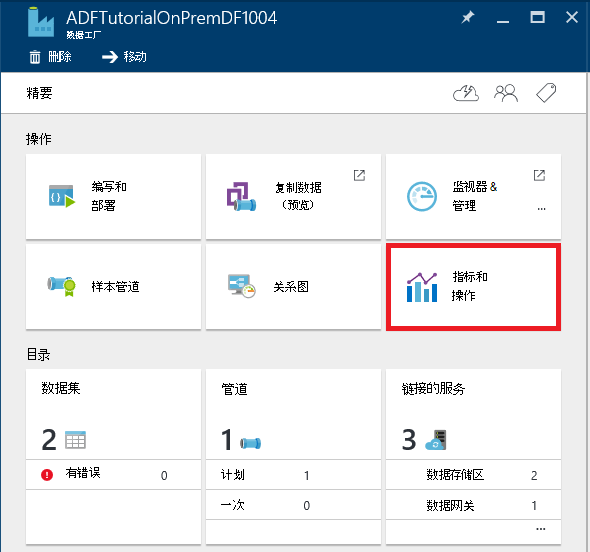 ADFTutorialOnPremDF1004
数据工厂
删除 移动
精要
操作
编写和
部署
复制数据
(预览)
监视器 &
管理
...
样本管道
关系图
指标和
操作
目录
数据集
2
有错误 0
管道
1
计划 1
一次 0
链接的服务
3
数据存储区 2
数据网关 1
...